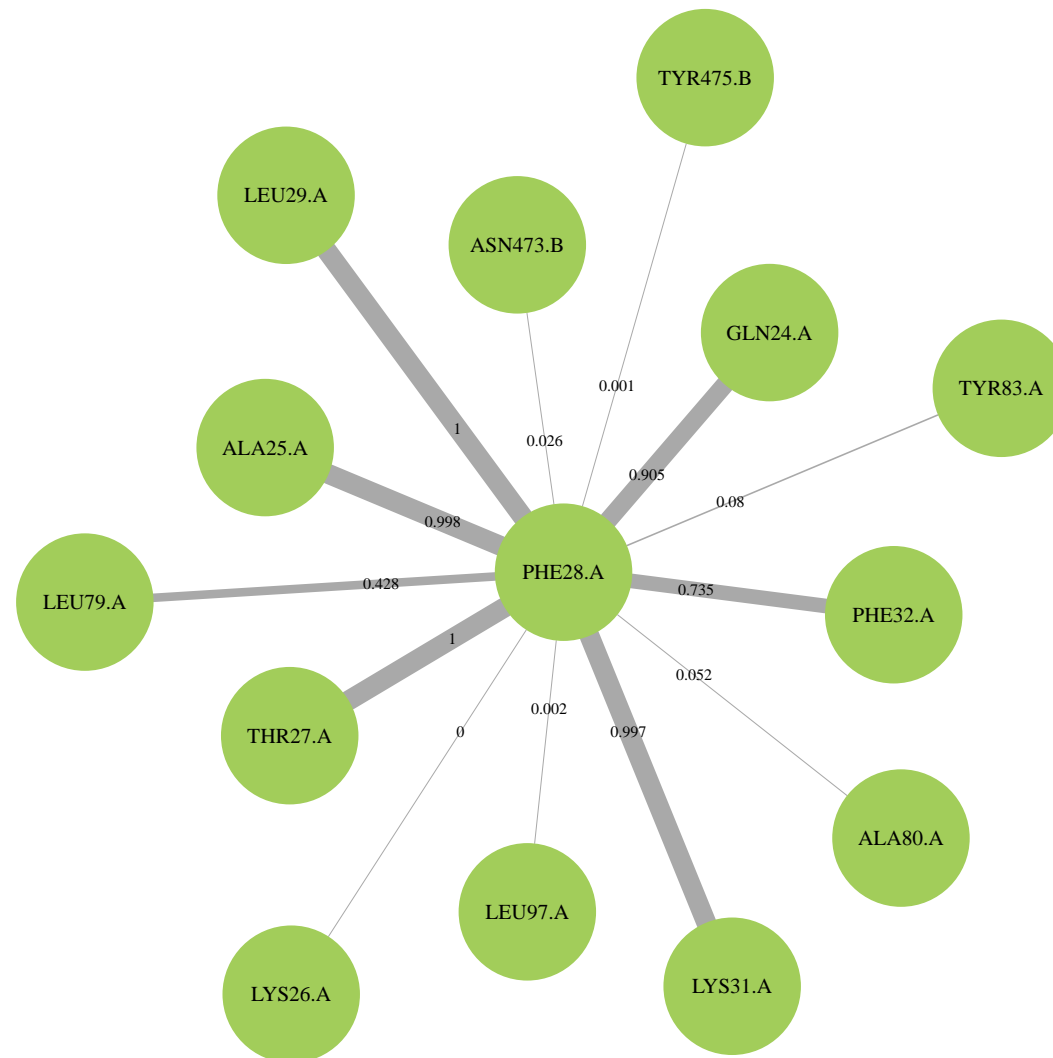 TYR475.B
LEU29.A
ASN473.B
GLN24.A
0.001
TYR83.A
1
0.026
ALA25.A
0.905
0.998
0.08
PHE28.A
0.428
0.735
LEU79.A
PHE32.A
1
0.052
0.002
THR27.A
0
0.997
ALA80.A
LEU97.A
LYS26.A
LYS31.A